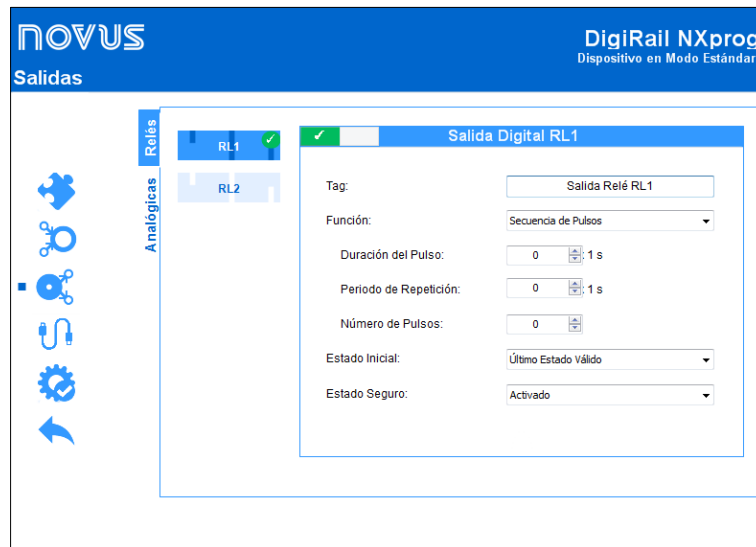 novus
DigiRail NXprog
Dispositivo en Modo Estándar
Salidas
Relés
Analógicas
RL1
RL2
Salida Digital RL1
Tag: Salida Relé RL1
Función: Secuencia de Pulsos
Duración del Pulso: 0 : 1 s
Periodo de Repetición: 0 : 1 s
Número de Pulsos: 0
Estado Inicial: Último Estado Válido
Estado Seguro: Activado